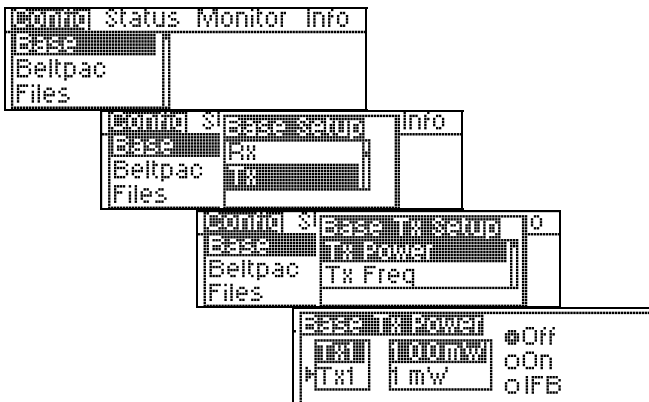 Config Status Monitor Info
Base
Beltpac
Files
Config S Base Setup Info
Base Rx
Beltpac Tx
Files
Config S Base Tx Setup o
Base Tx Power
Beltpac Tx Freq
Files
Base Tx Power Off
Tx1 100mW On
Tx1 1 mW IFB